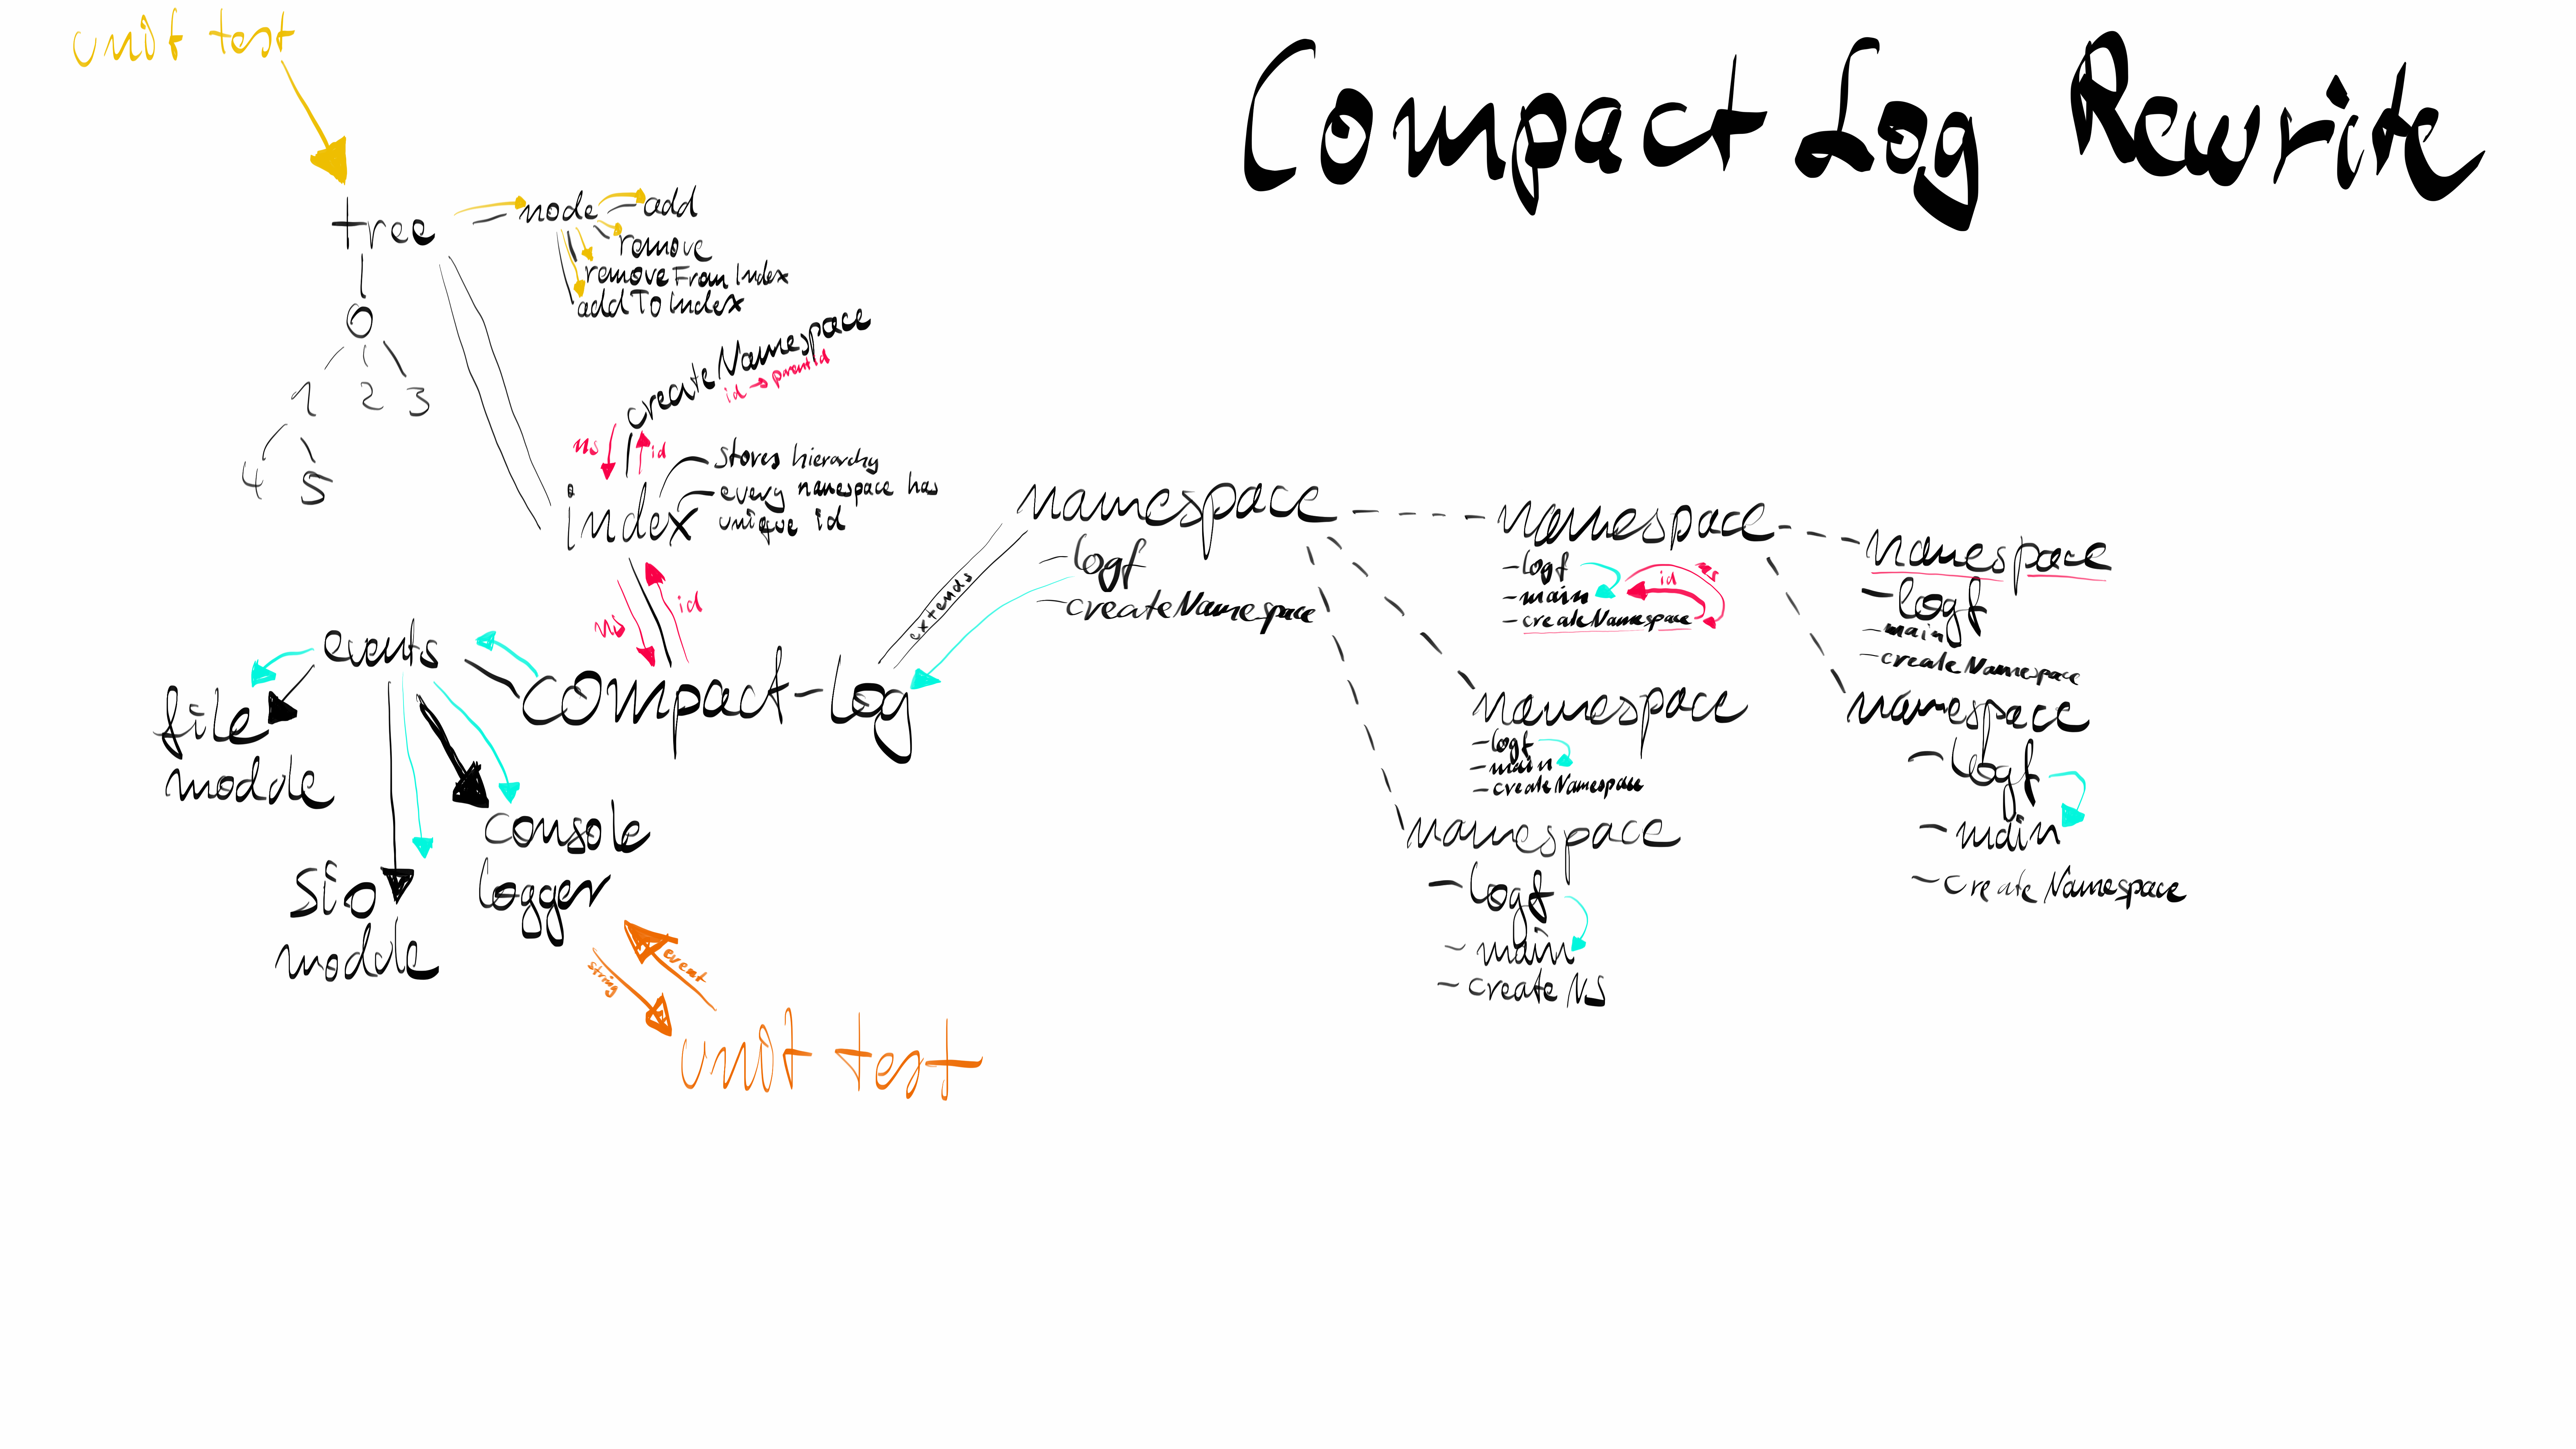 unit test
Compact Log Rewrite
tree
node
add
remove
removeFromIndex
addToIndex
0
1 2 3
4 5
createNamespace
id → parentId
ns
id
stores hierarchy
every namespace has
unique id
index
ns
id
events
compact-log
extends
file
module
sio
module
console
logger
string
event
unit test
namespace
-logf
-createNamespace
namespace
-logf
-main
-createNamespace
id
ns
namespace
-logf
-main
-createNamespace
namespace
-logf
-main
-createNamespace
namespace
-logf
-main
-createNamespace
namespace
-logf
-main
-createNS